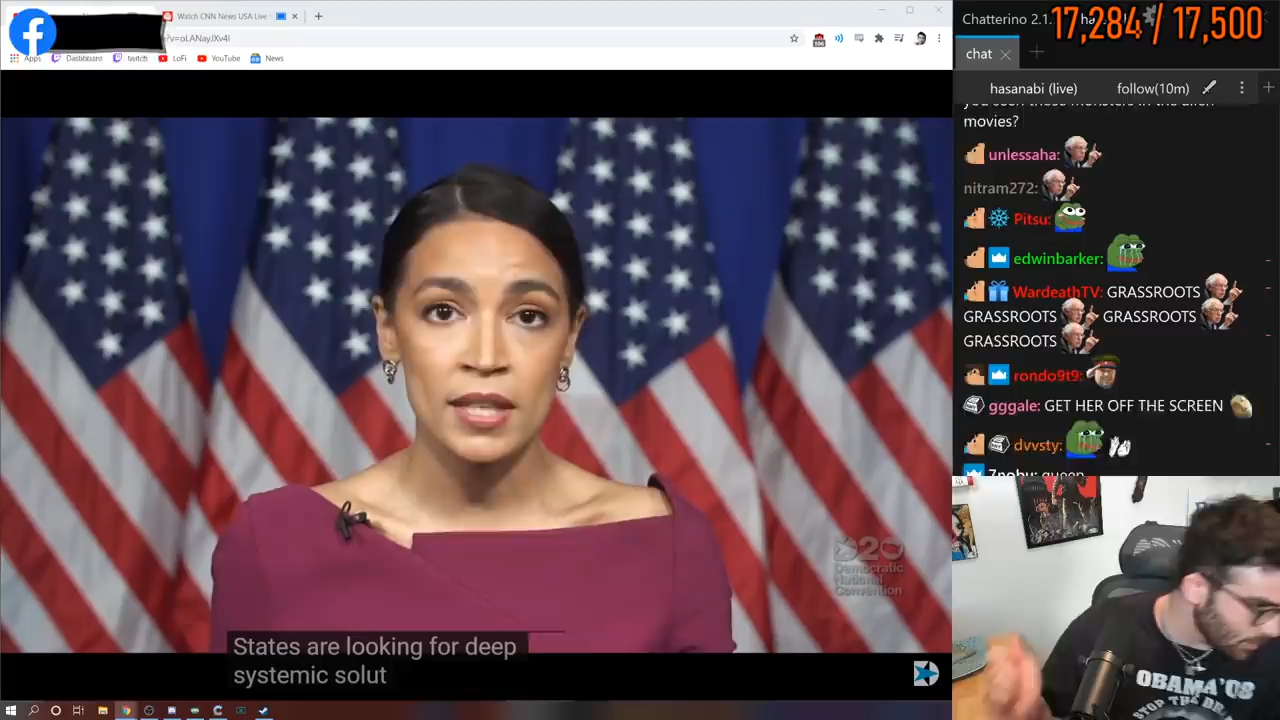 Watch CNN News USA Live
y=oLANayJXv4I
Apps
Dashboard
twitch
LoFi
YouTube
News
States are looking for deep
systemic solut
Democratic
National
Convention
Chatterino 2.1.
17,284 / 17,500
chat
hasanabi (live)
follow(10m)
movies?
unlessaha:
nitram272:
Pitsu:
edwinbarker:
WardeathTV: GRASSROOTS
GRASSROOTS GRASSROOTS
GRASSROOTS
rondo9t9:
gggale: GET HER OFF THE SCREEN
dvvsty:
OBAMA'08